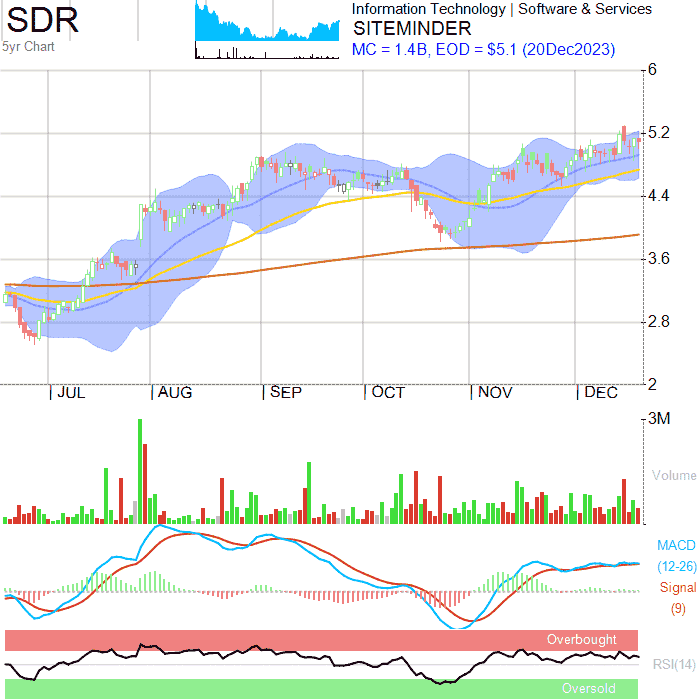 SDR
5yr Chart
Information Technology | Software & Services
SITEMINDER
MC = 1.4B, EOD = $5.1 (20Dec2023)
6
5.2
4.4
3.6
2.8
2
JUL
AUG
SEP
OCT
NOV
DEC
3M
Volume
MACD
(12-26)
Signal
(9)
Overbought
RSI(14)
Oversold